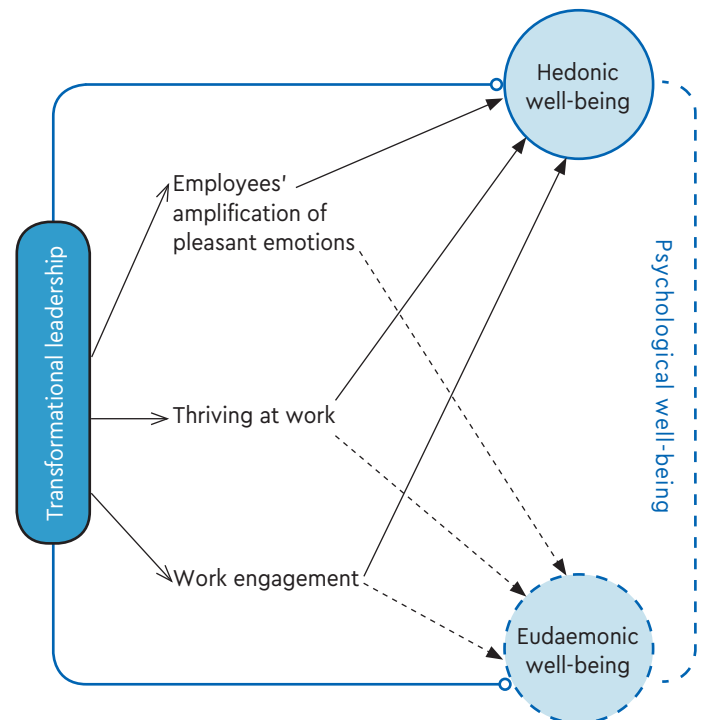 Hedonic
well-being
Employees'
amplification of
pleasant emotions
Transformational leadership
Psychological well-being
Thriving at work
Work engagement
Eudaemonic
well-being